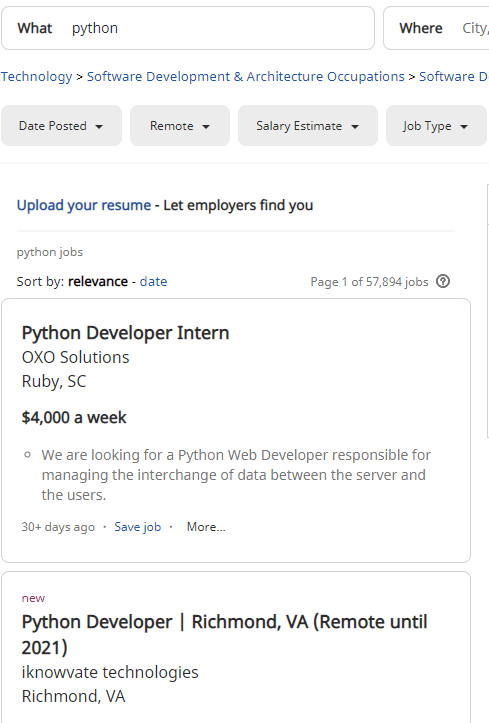 What python Where City,
Technology > Software Development & Architecture Occupations > Software D
Date Posted Remote Salary Estimate Job Type
Upload your resume - Let employers find you
python jobs
Sort by: relevance - date Page 1 of 57,894 jobs ?
Python Developer Intern
OXO Solutions
Ruby, SC
$4,000 a week
We are looking for a Python Web Developer responsible for
managing the interchange of data between the server and
the users.
30+ days ago · Save job · More...
new
Python Developer | Richmond, VA (Remote until
2021)
iknowvate technologies
Richmond, VA